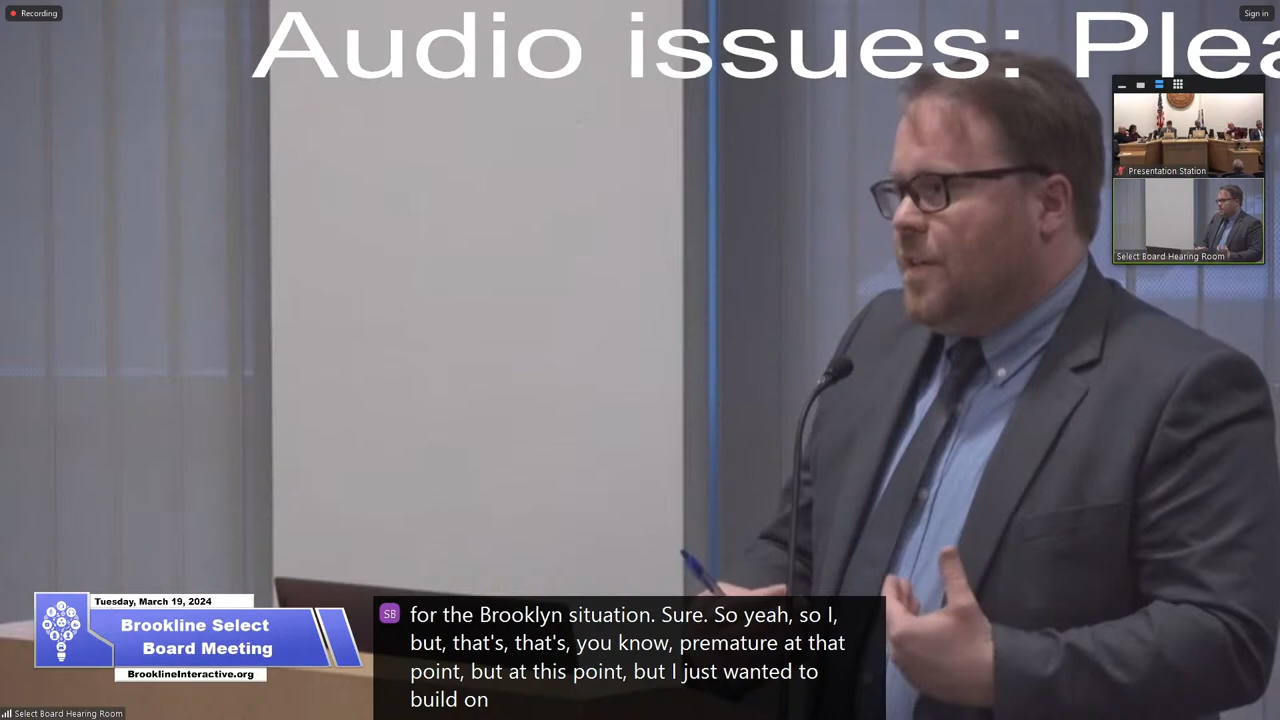 Recording
Sign in
Audio issues: Plea
Presentation Station
Select Board Hearing Room
Tuesday, March 19, 2024
Brookline Select
Board Meeting
BrooklineInteractive.org
SB
for the Brooklyn situation. Sure. So yeah, so I,
but, that's, that's, you know, premature at that
point, but at this point, but I just wanted to
build on
Select Board Hearing Room